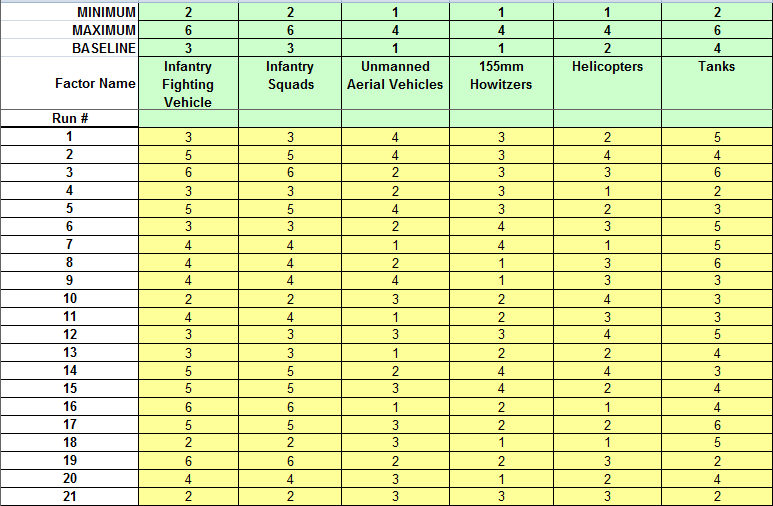 MINIMUM 2 2 1 1 1 2
MAXIMUM 6 6 4 4 4 6
BASELINE 3 3 1 1 2 4
Factor Name Infantry Fighting Vehicle Infantry Squads Unmanned Aerial Vehicles 155mm Howitzers Helicopters Tanks
Run #
1 3 3 4 3 2 5
2 5 5 4 3 4 4
3 6 6 2 3 3 6
4 3 3 2 3 1 2
5 5 5 4 3 2 3
6 3 3 2 4 3 5
7 4 4 1 4 1 5
8 4 4 2 1 3 6
9 4 4 4 1 3 3
10 2 2 3 2 4 3
11 4 4 1 2 3 3
12 3 3 3 3 4 5
13 3 3 1 2 2 4
14 5 5 2 4 4 3
15 5 5 3 4 2 4
16 6 6 1 2 1 4
17 5 5 3 2 2 6
18 2 2 3 1 1 5
19 6 6 2 2 3 2
20 4 4 3 1 2 4
21 2 2 3 3 3 2